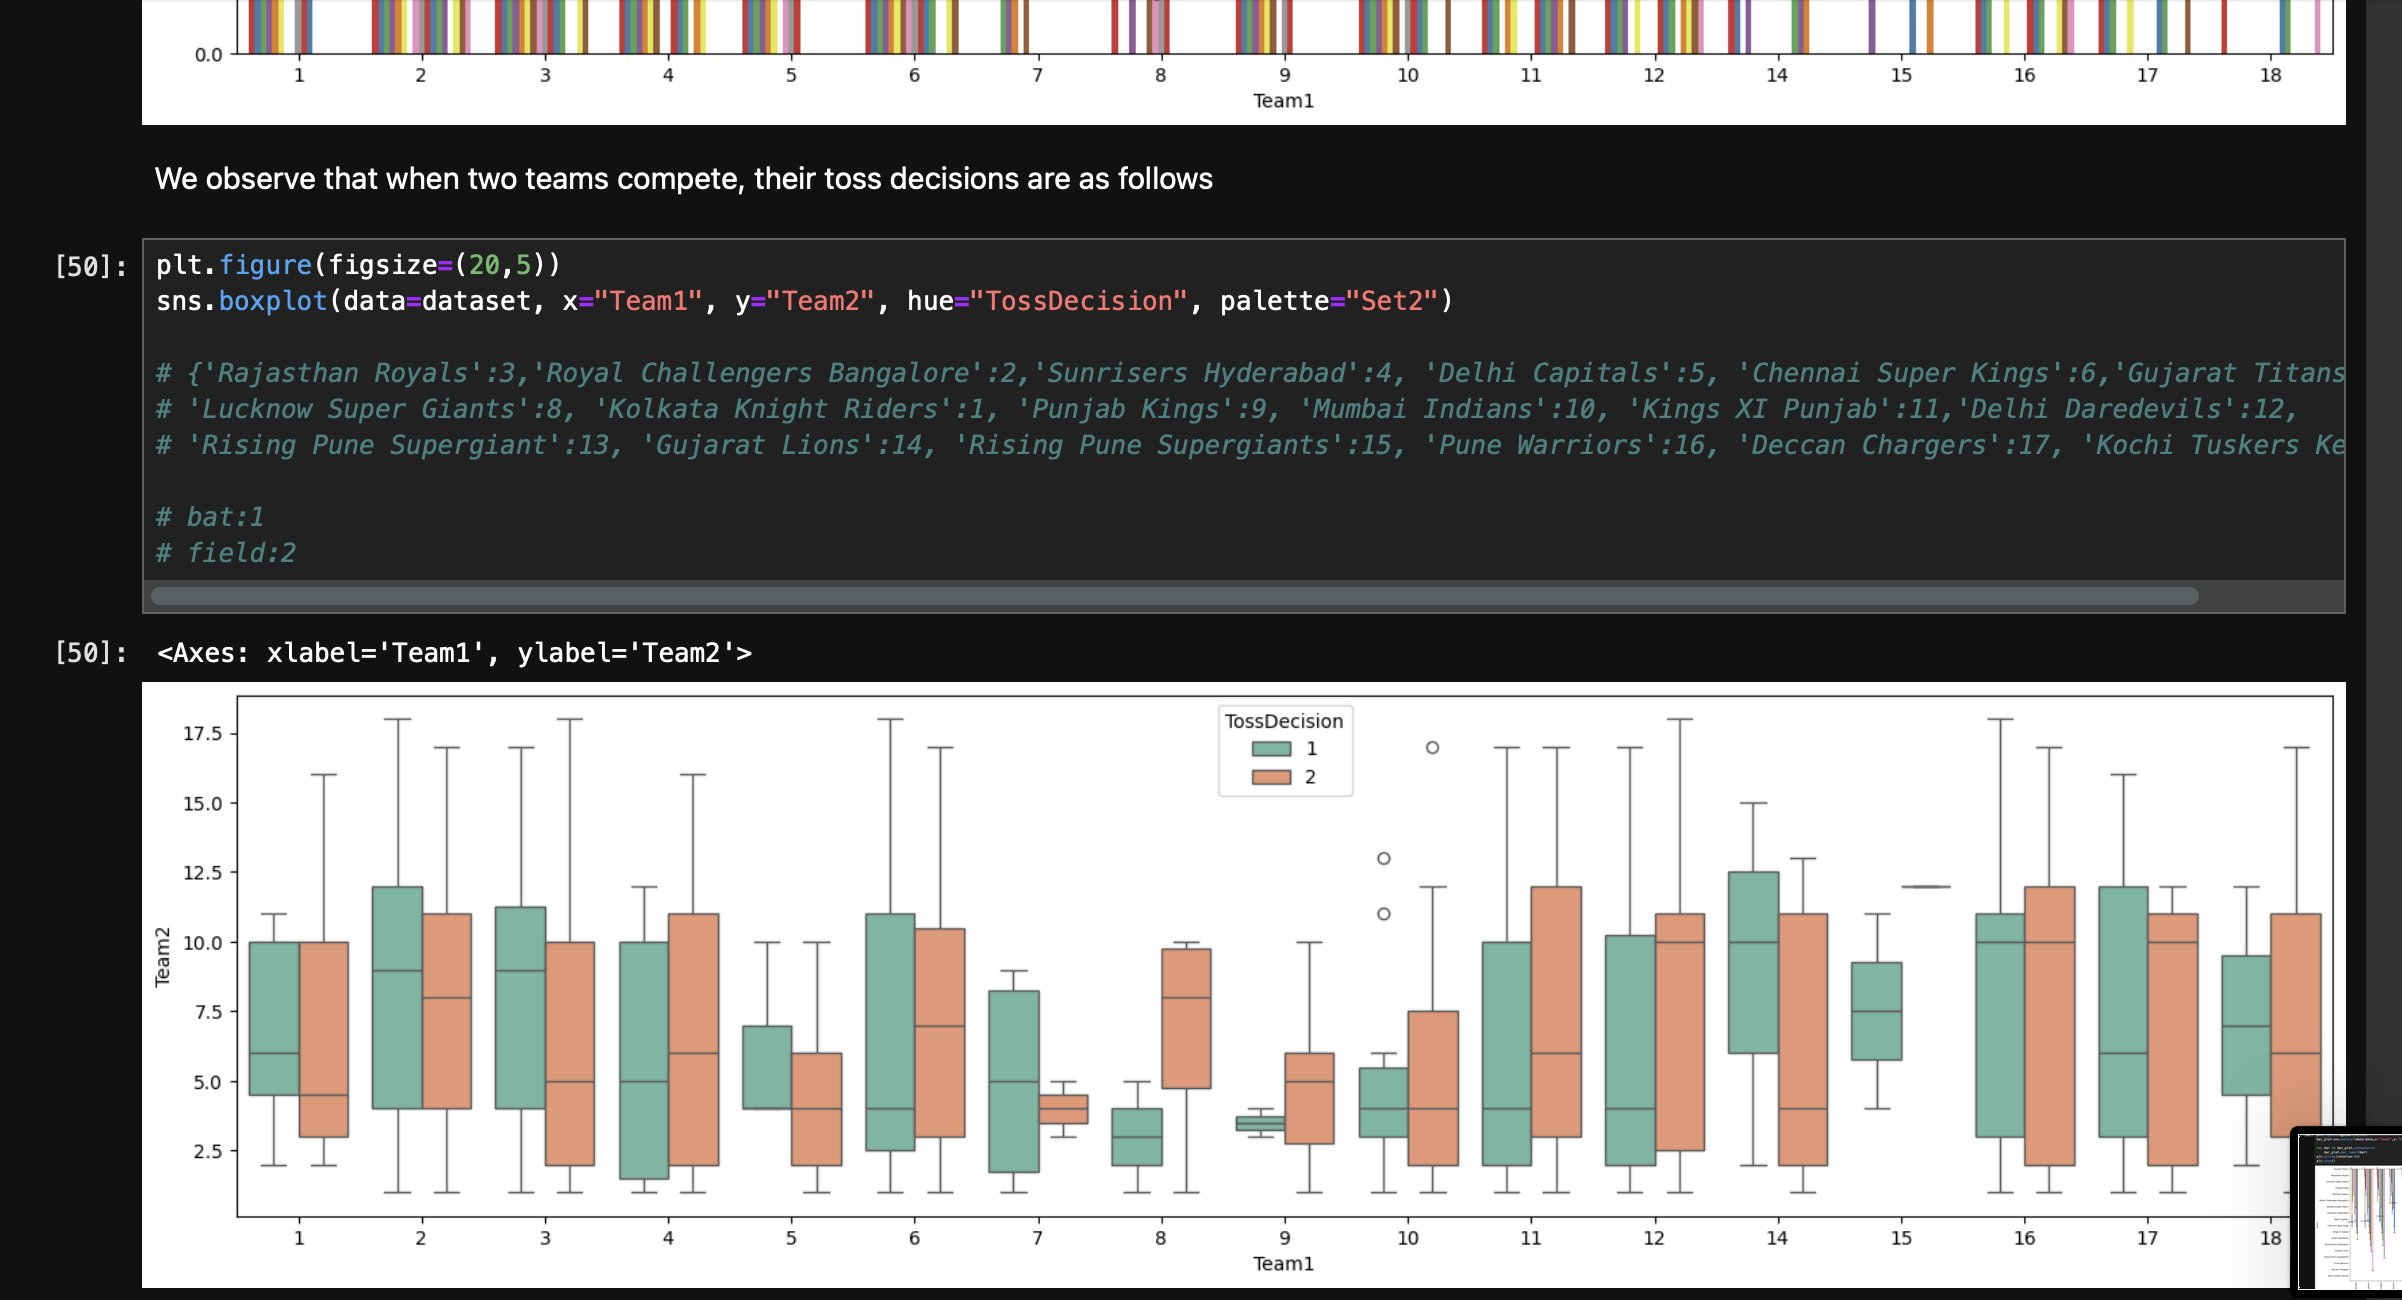 0.0
1 2 3 4 5 6 7 8 9 10 11 12 14 15 16 17 18
Team1
We observe that when two teams compete, their toss decisions are as follows
[50]:
plt.figure(figsize=(20,5))
sns.boxplot(data=dataset, x="Team1", y="Team2", hue="TossDecision", palette="Set2")
# {'Rajasthan Royals':3,'Royal Challengers Bangalore':2,'Sunrisers Hyderabad':4, 'Delhi Capitals':5, 'Chennai Super Kings':6,'Gujarat Titans
# 'Lucknow Super Giants':8, 'Kolkata Knight Riders':1, 'Punjab Kings':9, 'Mumbai Indians':10, 'Kings XI Punjab':11,'Delhi Daredevils':12,
# 'Rising Pune Supergiant':13, 'Gujarat Lions':14, 'Rising Pune Supergiants':15, 'Pune Warriors':16, 'Deccan Chargers':17, 'Kochi Tuskers Ke
# bat:1
# field:2
[50]: <Axes: xlabel='Team1', ylabel='Team2'>
TossDecision
1
2
17.5
15.0
12.5
10.0
7.5
5.0
2.5
Team2
1 2 3 4 5 6 7 8 9 10 11 12 14 15 16 17 18
Team1